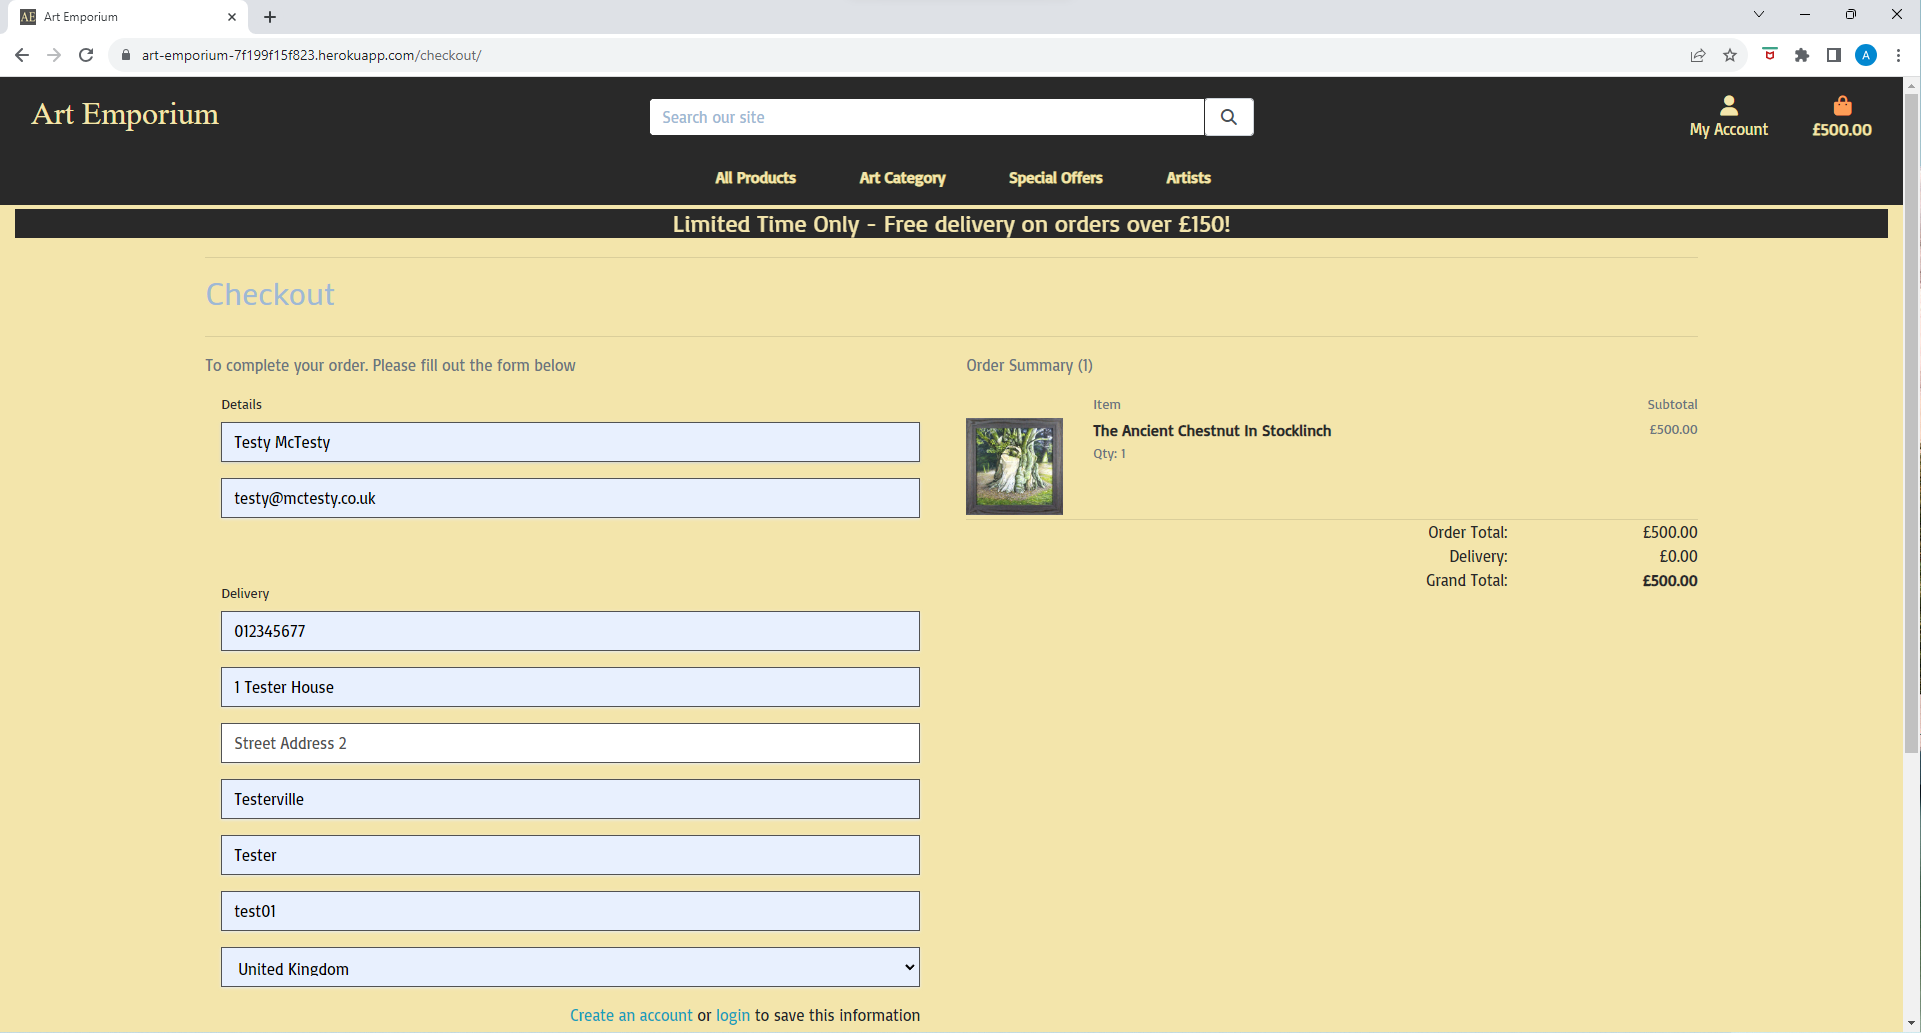 AE Art Emporium
art-emporium-7f199f15f823.herokuapp.com/checkout/
A
Art Emporium
Search our site
My Account
£500.00
All Products Art Category Special Offers Artists
Limited Time Only - Free delivery on orders over £150!
Checkout
To complete your order. Please fill out the form below
Details
Testy McTesty
testy@mctesty.co.uk
Delivery
012345677
1 Tester House
Street Address 2
Testerville
Tester
test01
United Kingdom
Create an account or login to save this information
Order Summary (1)
Item Subtotal
The Ancient Chestnut In Stocklinch £500.00
Qty: 1
Order Total: £500.00
Delivery: £0.00
Grand Total: £500.00